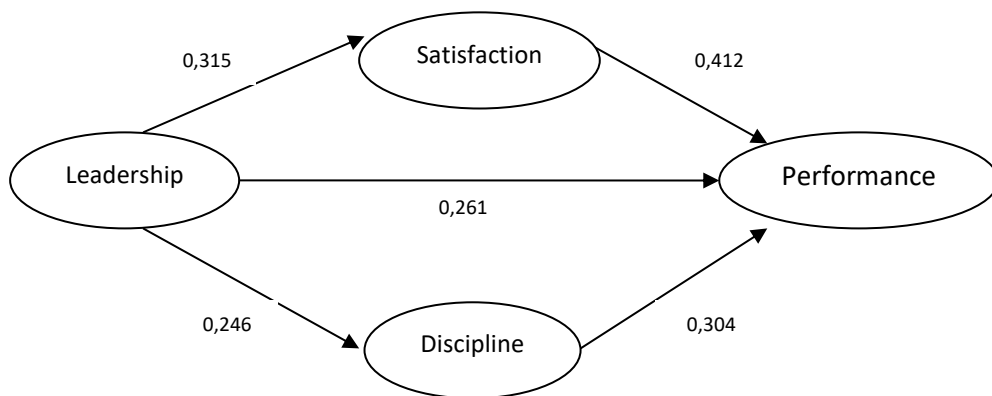 Satisfaction
0,315
0,412
Leadership
Performance
0,261
0,246
0,304
Discipline